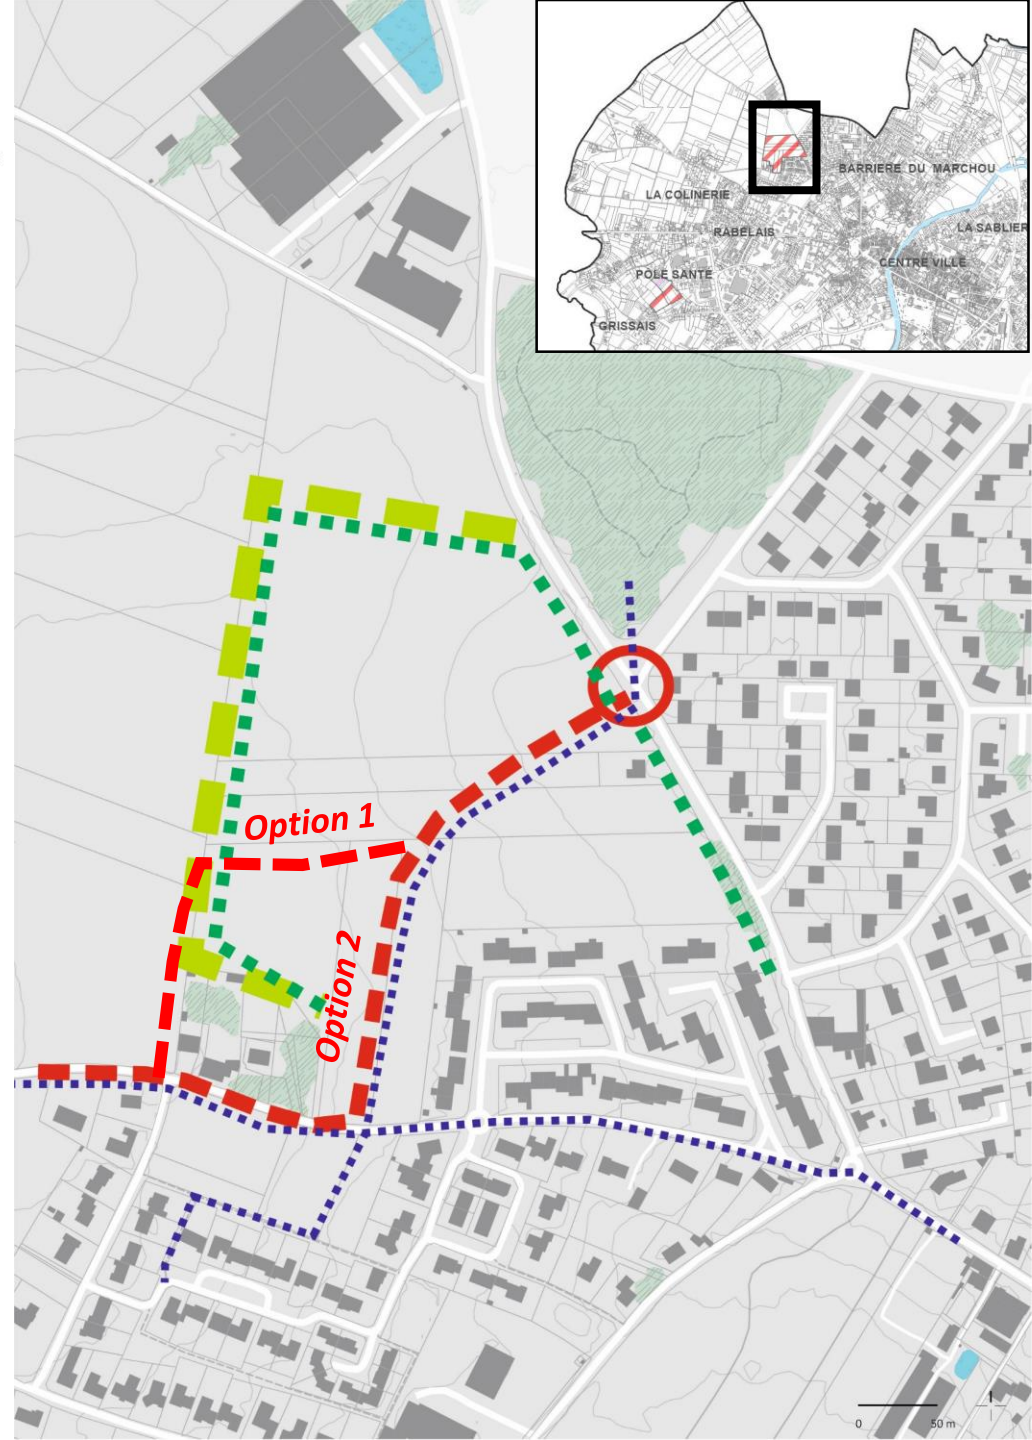 BARRIERE DU MARCHOU
LA COLINERIE
LA SABLIER
RABELAIS
CENTRE VILLE
POLE SANTE
GRISSAIS
Option 1
Option 2
0 50 m